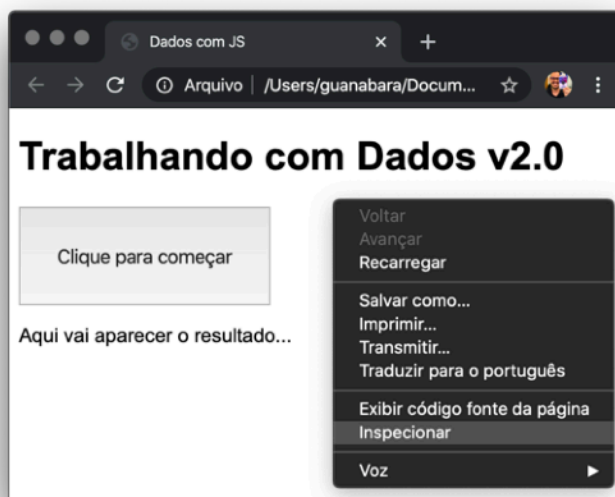 Dados com JS
Arquivo | /Users/guanabara/Docum...
Trabalhando com Dados v2.0
Clique para começar
Aqui vai aparecer o resultado...
Voltar
Avançar
Recarregar
Salvar como...
Imprimir...
Transmitir...
Traduzir para o português
Exibir código fonte da página
Inspecionar
Voz